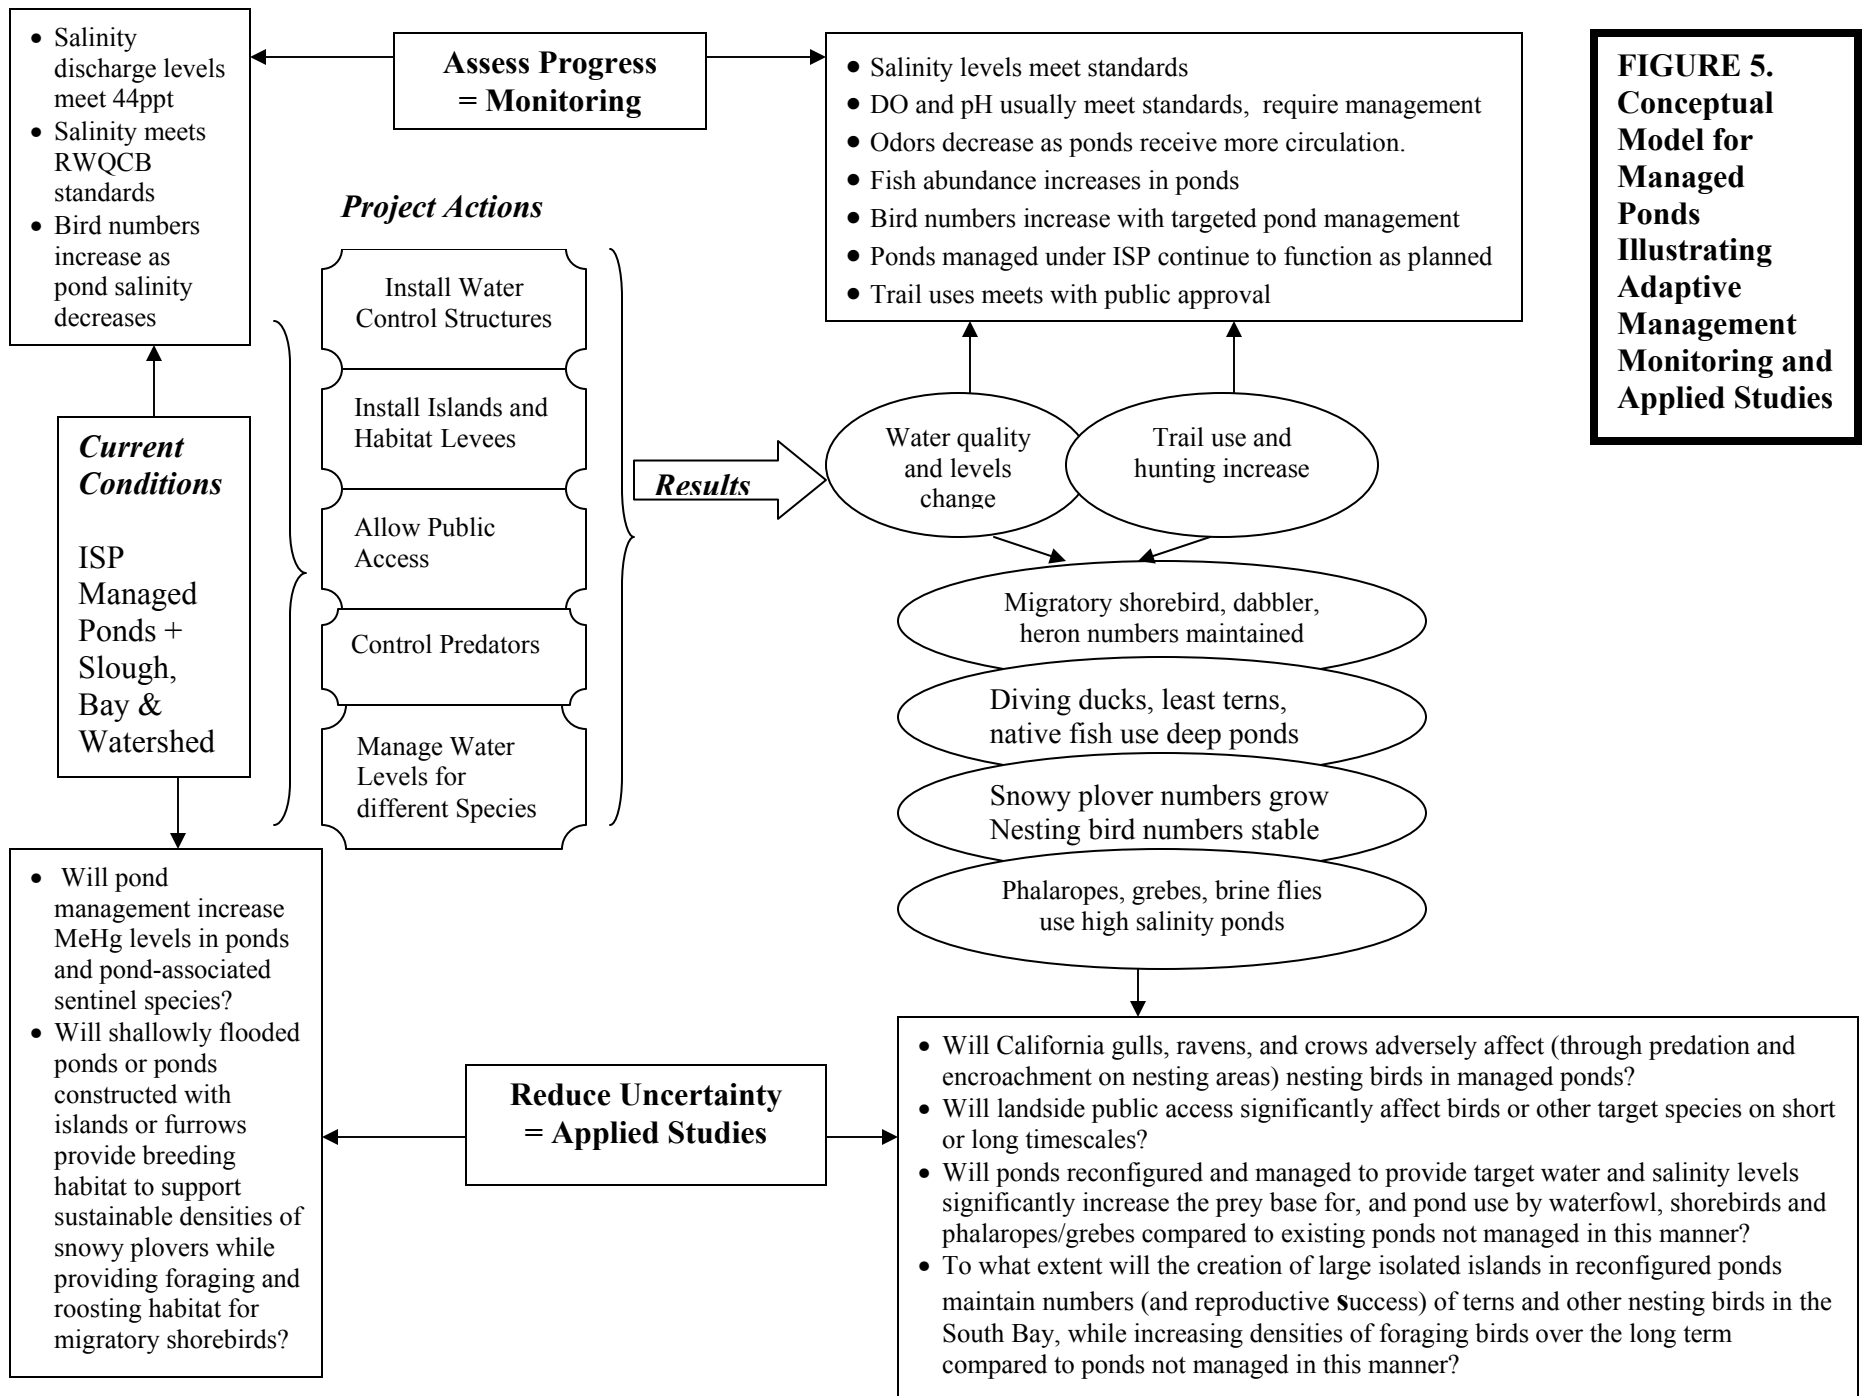 • Salinity
discharge levels
meet 44ppt
• Salinity meets
RWQCB
standards
• Bird numbers
increase as
pond salinity
decreases
Assess Progress
= Monitoring
• Salinity levels meet standards
• DO and pH usually meet standards,  require management
• Odors decrease as ponds receive more circulation.
• Fish abundance increases in ponds
• Bird numbers increase with targeted pond management
• Ponds managed under ISP continue to function as planned
• Trail uses meets with public approval
FIGURE 5.
Conceptual
Model for
Managed
Ponds
Illustrating
Adaptive
Management
Monitoring and
Applied Studies
Current
Conditions
ISP
Managed
Ponds +
Slough,
Bay &
Watershed
Project Actions
Install Water
Control Structures
Install Islands and
Habitat Levees
Allow Public
Access
Control Predators
Manage Water
Levels for
different Species
Results
Water quality
and levels
change
Trail use and
hunting increase
Migratory shorebird, dabbler,
heron numbers maintained
Diving ducks, least terns,
native fish use deep ponds
Snowy plover numbers grow
Nesting bird numbers stable
Phalaropes, grebes, brine flies
use high salinity ponds
• Will pond
management increase
MeHg levels in ponds
and pond-associated
sentinel species?
• Will shallowly flooded
ponds or ponds
constructed with
islands or furrows
provide breeding
habitat to support
sustainable densities of
snowy plovers while
providing foraging and
roosting habitat for
migratory shorebirds?
Reduce Uncertainty
= Applied Studies
• Will California gulls, ravens, and crows adversely affect (through predation and
encroachment on nesting areas) nesting birds in managed ponds?
• Will landside public access significantly affect birds or other target species on short
or long timescales?
• Will ponds reconfigured and managed to provide target water and salinity levels
significantly increase the prey base for, and pond use by waterfowl, shorebirds and
phalaropes/grebes compared to existing ponds not managed in this manner?
• To what extent will the creation of large isolated islands in reconfigured ponds
maintain numbers (and reproductive success) of terns and other nesting birds in the
South Bay, while increasing densities of foraging birds over the long term
compared to ponds not managed in this manner?